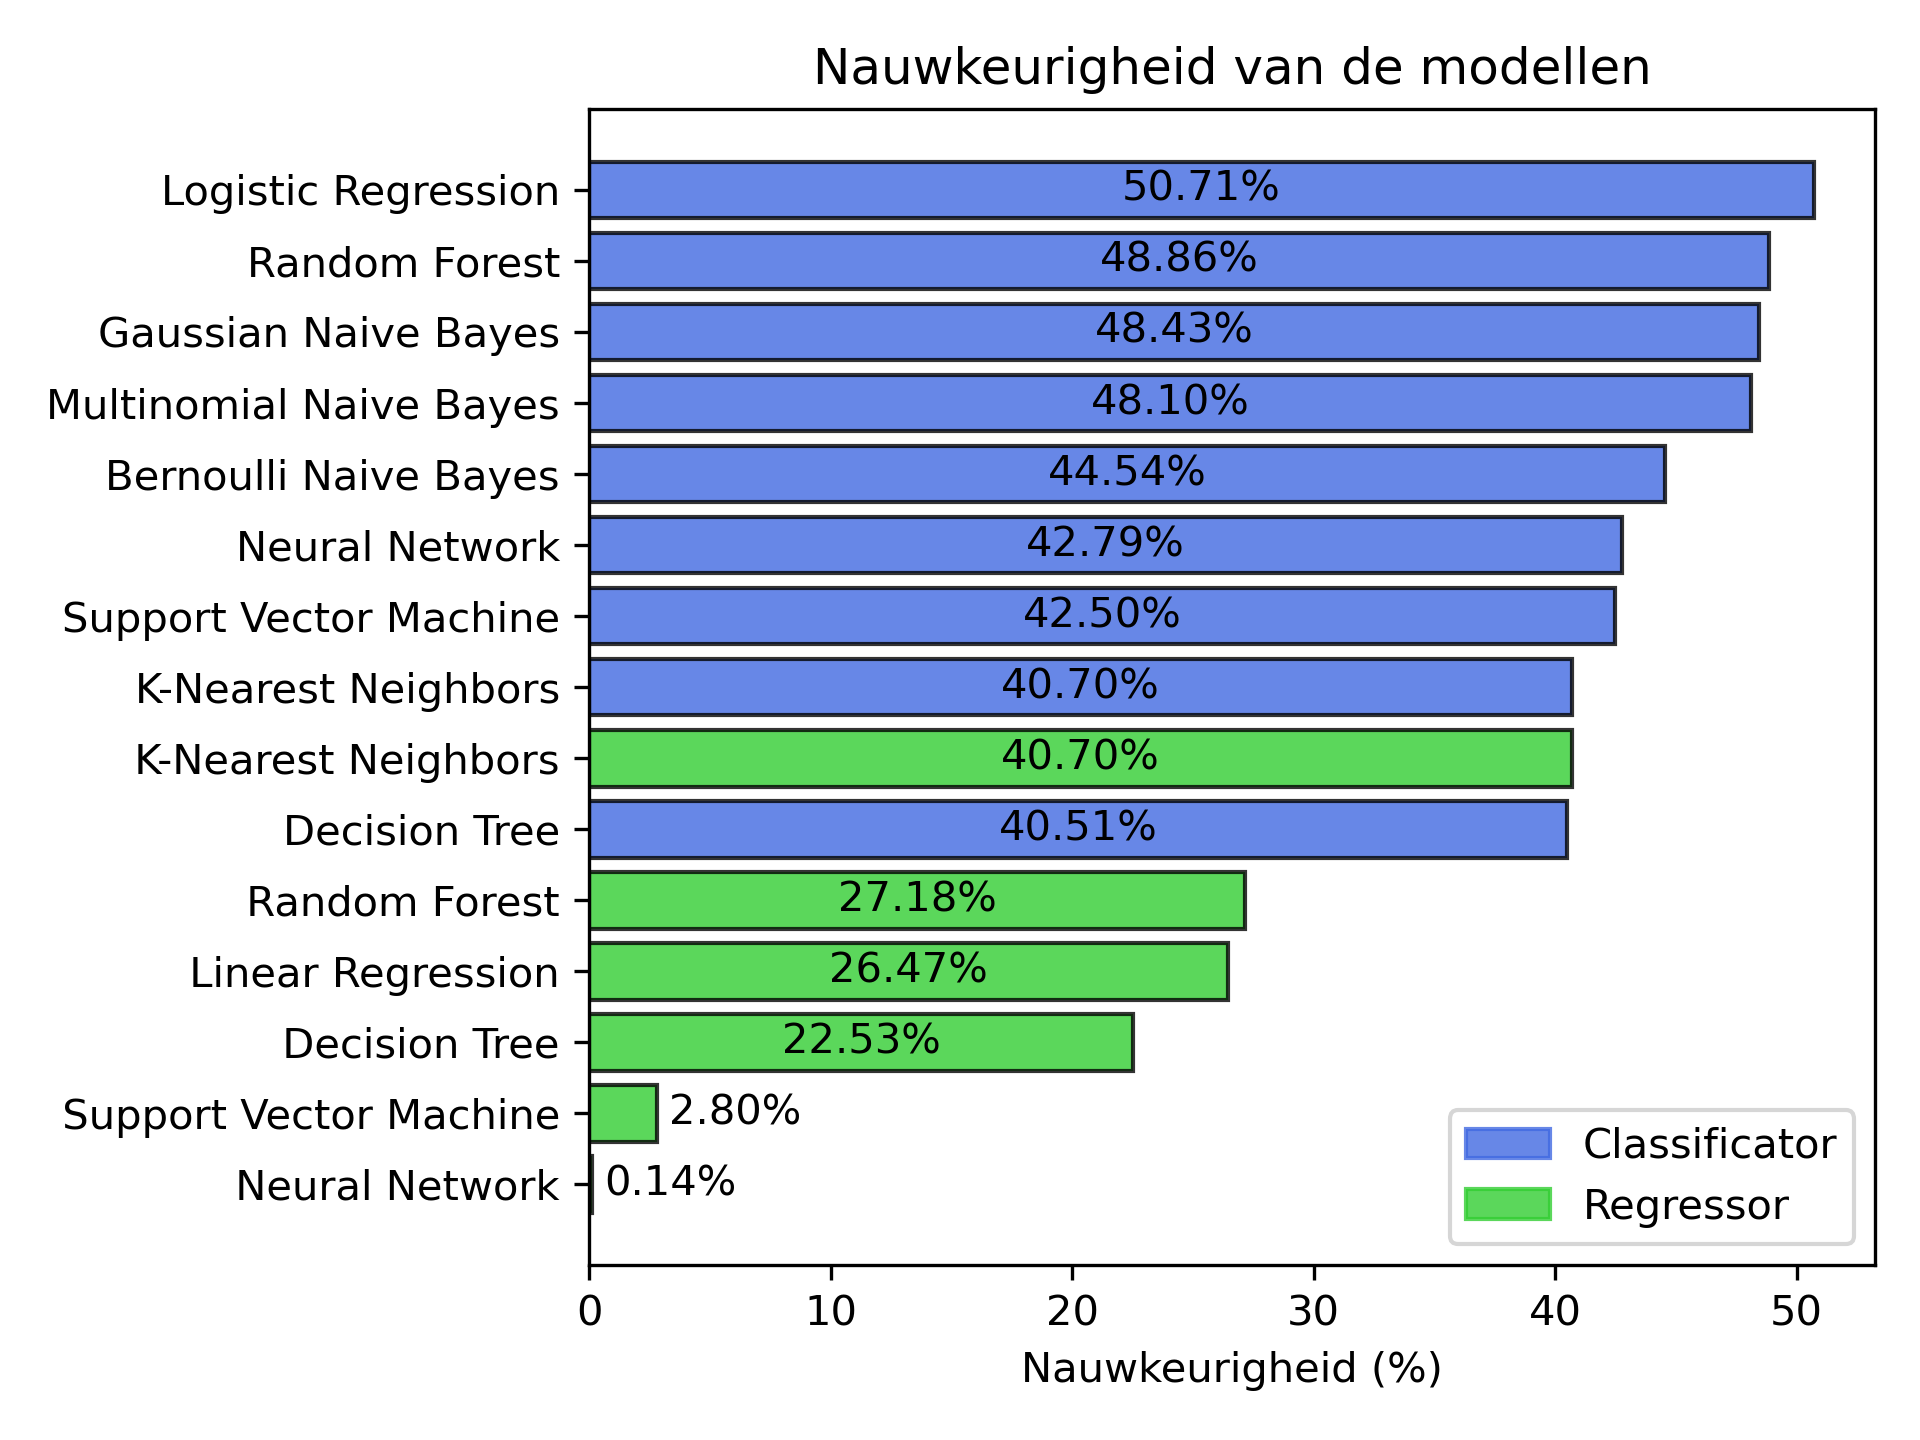 Nauwkeurigheid van de modellen
Logistic Regression 50.71%
Random Forest 48.86%
Gaussian Naive Bayes 48.43%
Multinomial Naive Bayes 48.10%
Bernoulli Naive Bayes 44.54%
Neural Network 42.79%
Support Vector Machine 42.50%
K-Nearest Neighbors 40.70%
K-Nearest Neighbors 40.70%
Decision Tree 40.51%
Random Forest 27.18%
Linear Regression 26.47%
Decision Tree 22.53%
Support Vector Machine 2.80%
Neural Network 0.14%
Classificator
Regressor
0 10 20 30 40 50
Nauwkeurigheid (%)